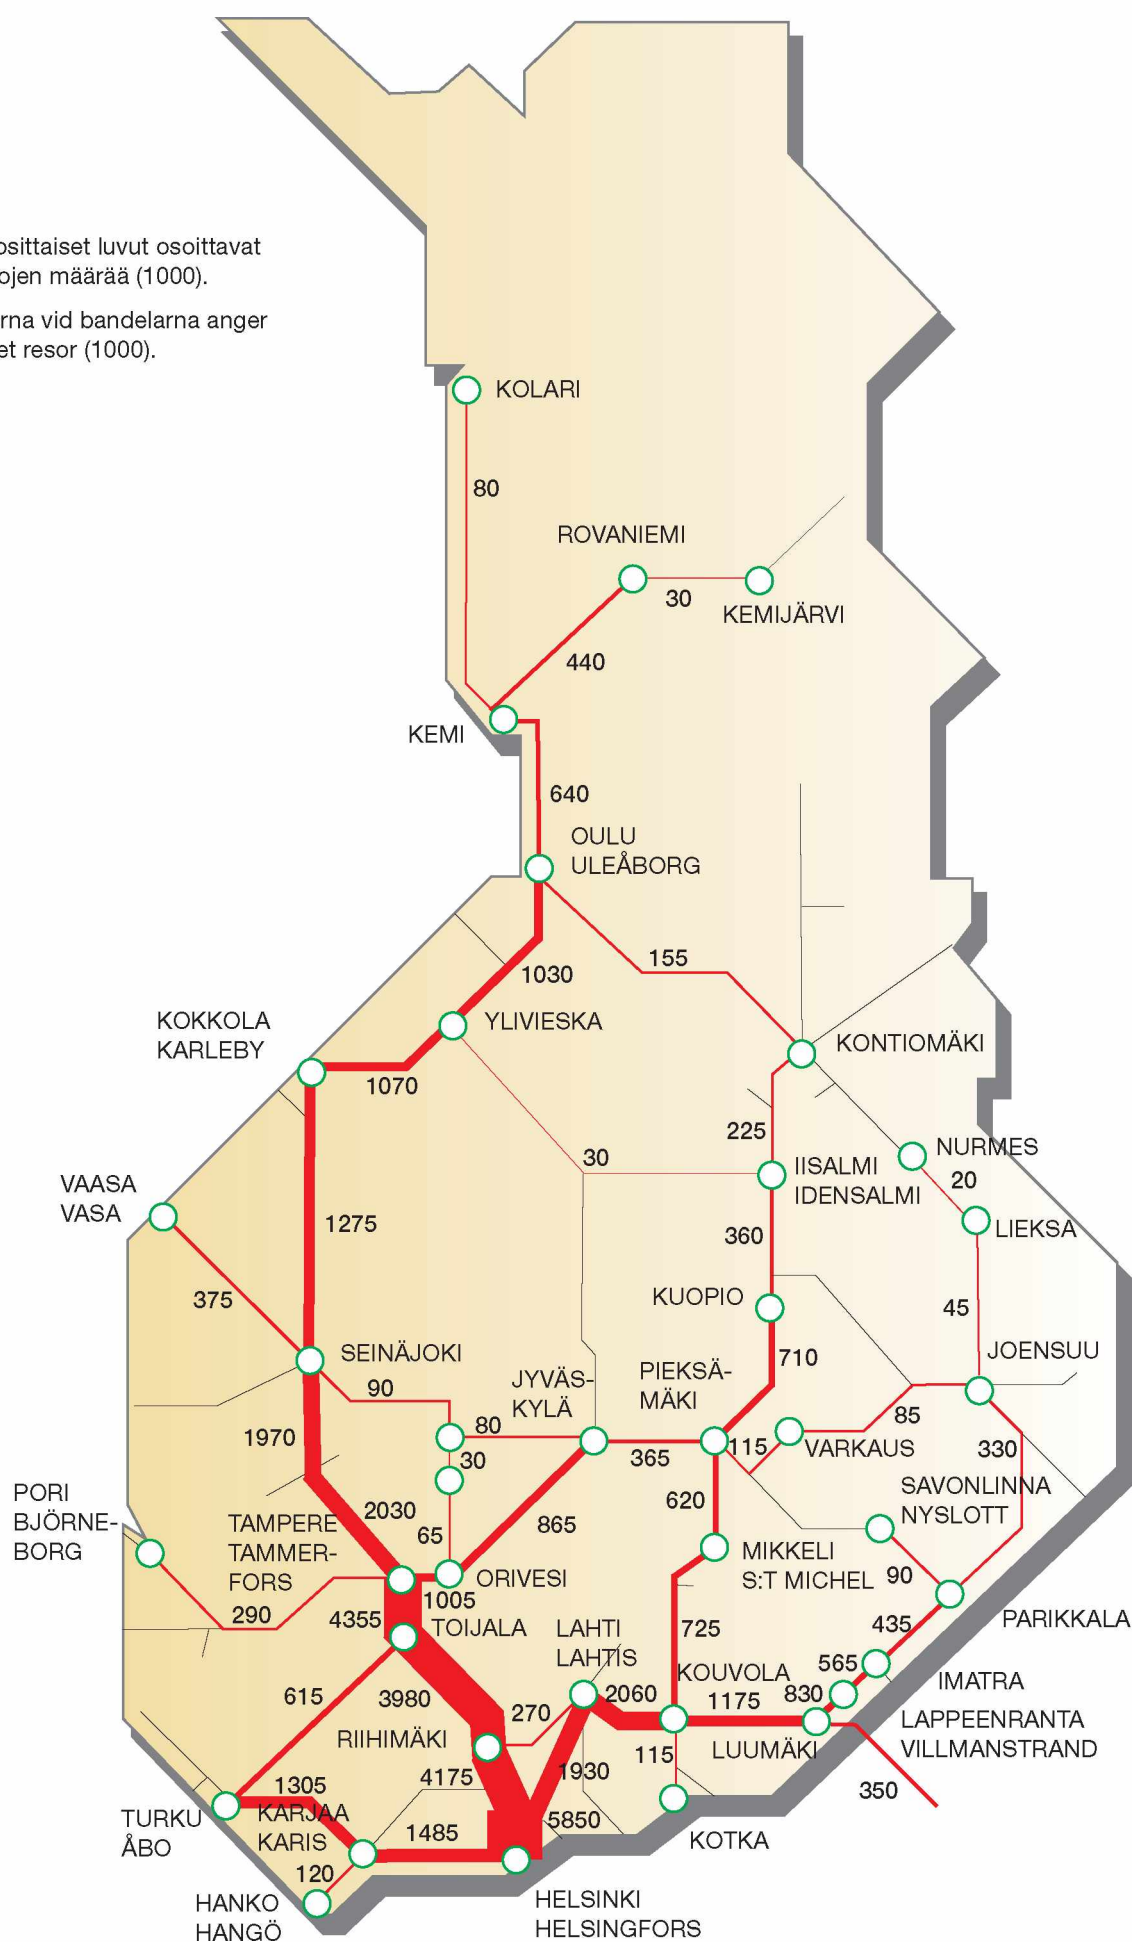 osittaiset luvut osoittavat
ojen määrää (1000).
rna vid bandelarna anger
et resor (1000).
KOLARI
80
ROVANIEMI
30
KEMIJÄRVI
440
KEMI
640
OULU
ULEÅBORG
155
1030
KOKKOLA
KARLEBY
YLIVIESKA
KONTIOMÄKI
1070
225
NURMES
30
IISALMI
IDENSALMI
20
VAASA
VASA
LIEKSA
1275
360
375
KUOPIO
45
SEINÄJOKI
710
JOENSUU
90
JYVÄS-
KYLÄ
PIEKSÄ-
MÄKI
85
80
1970
30
365
115
VARKAUS
330
PORI
BJÖRNE-
BORG
2030
620
SAVONLINNA
NYSLOTT
TAMPERE
TAMMER-
FORS
65
865
MIKKELI
S:T MICHEL
90
ORIVESI
1005
290
4355
TOIJALA
LAHTI
LAHTIS
725
435
PARIKKALA
615
3980
2060
KOUVOLA
565
IMATRA
270
1175
830
RIIHIMÄKI
LUUMÄKI
LAPPEENRANTA
VILLMANSTRAND
115
1305
4175
1930
350
TURKU
ÅBO
KARJAA
KARIS
1485
5850
KOTKA
120
HANKO
HANGÖ
HELSINKI
HELSINGFORS